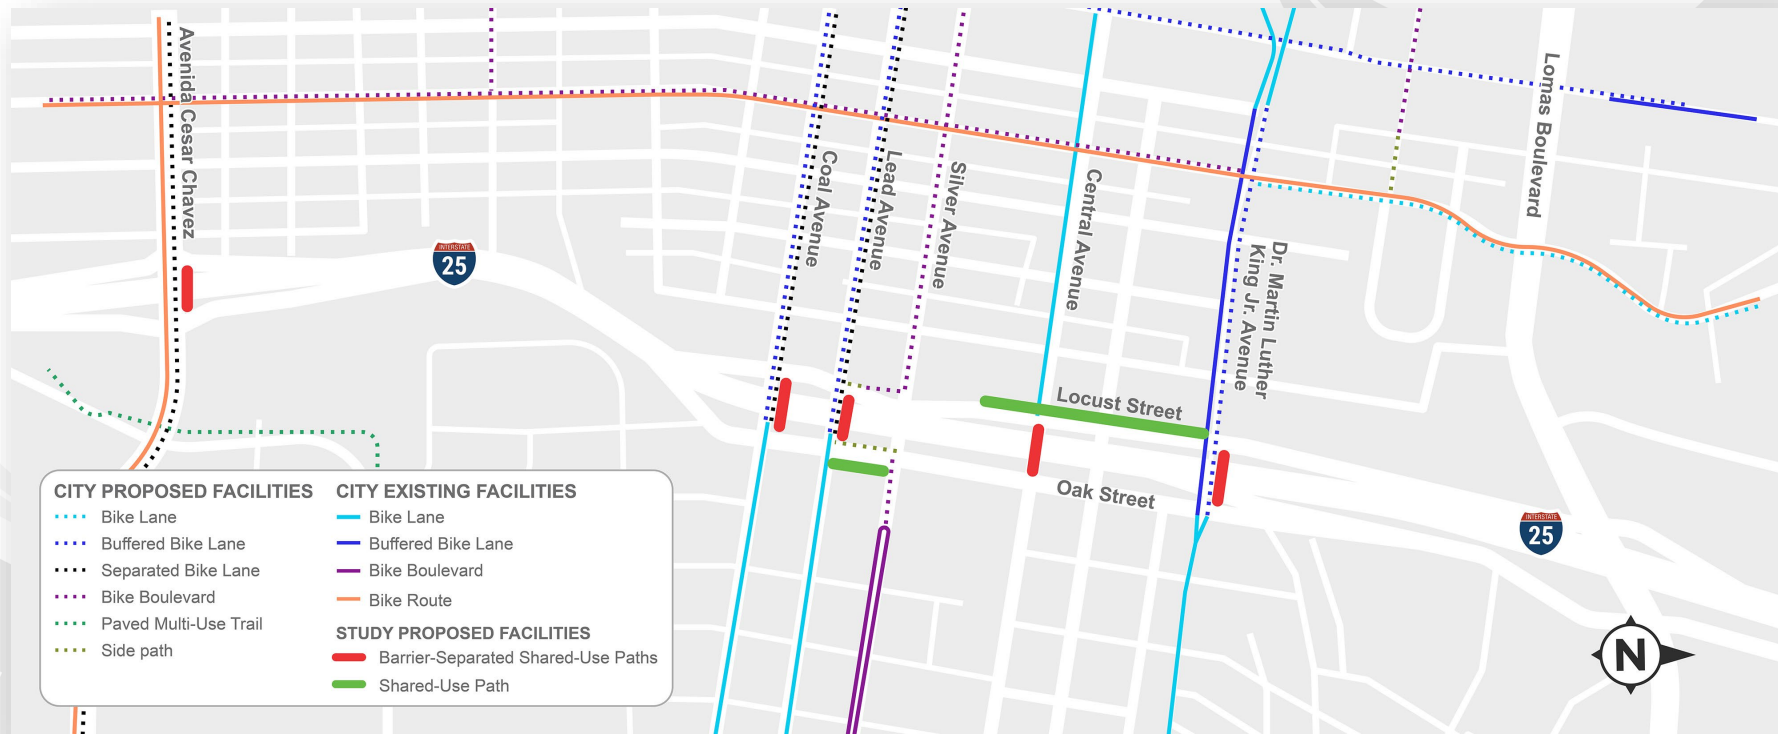 Avenida Cesar Chavez
Coal Avenue
Lead Avenue
Silver Avenue
Central Avenue
Dr. Martin Luther
King Jr. Avenue
Lomas Boulevard
INTERSTATE
25
Locust Street
Oak Street
INTERSTATE
25
N
CITY PROPOSED FACILITIES
Bike Lane
Buffered Bike Lane
Separated Bike Lane
Bike Boulevard
Paved Multi-Use Trail
Side path
CITY EXISTING FACILITIES
Bike Lane
Buffered Bike Lane
Bike Boulevard
Bike Route
STUDY PROPOSED FACILITIES
Barrier-Separated Shared-Use Paths
Shared-Use Path